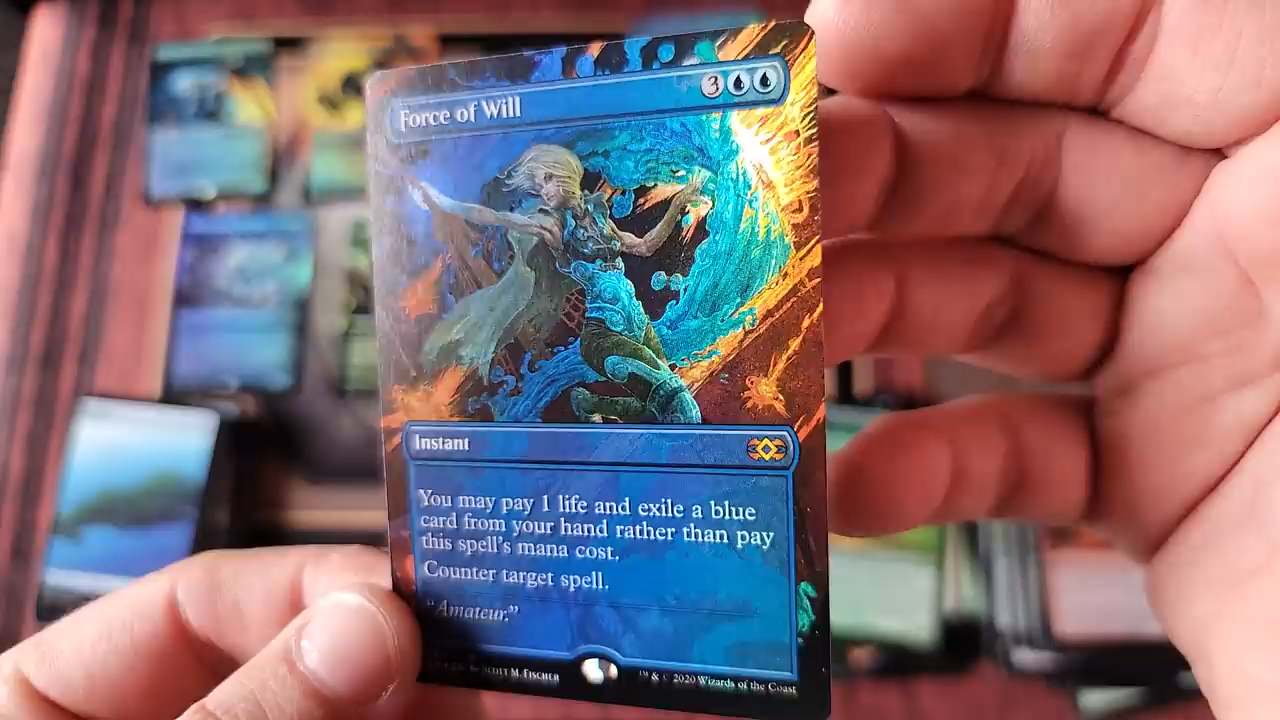 Force of Will
3
Instant
You may pay 1 life and exile a blue
card from your hand rather than pay
this spell's mana cost.
Counter target spell.
"Amateur."
Scott M. Fischer
™ & © 2020 Wizards of the Coast